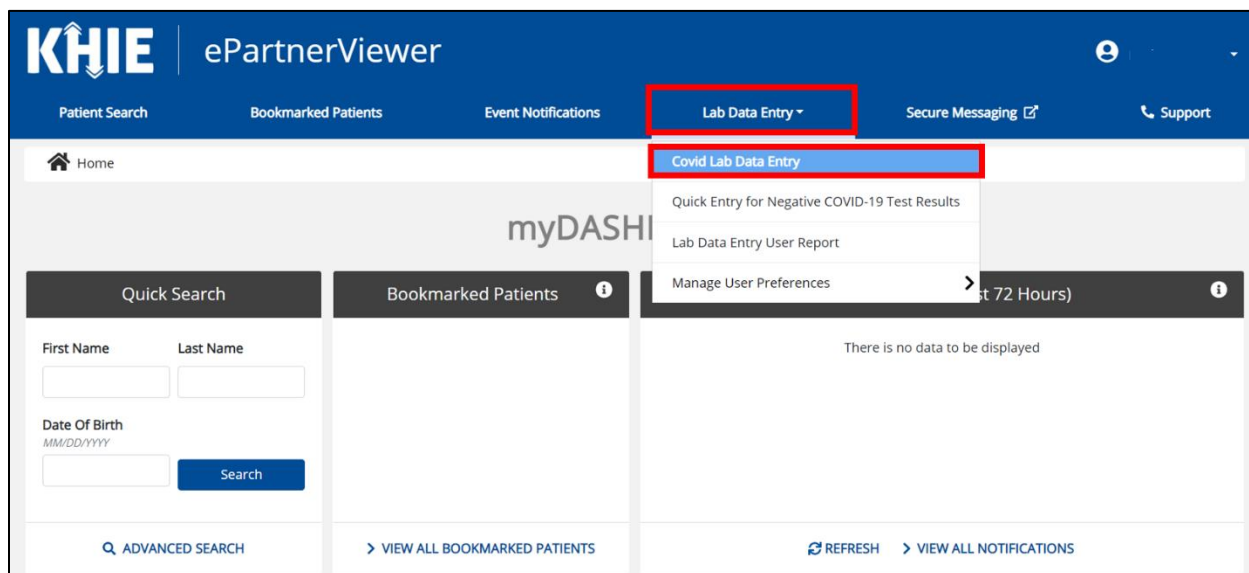 KHIE ePartnerViewer
Patient Search Bookmarked Patients Event Notifications Lab Data Entry Secure Messaging Support
Home
Covid Lab Data Entry
Quick Entry for Negative COVID-19 Test Results
myDASH
Lab Data Entry User Report
Manage User Preferences
Quick Search Bookmarked Patients st 72 Hours)
First Name Last Name
There is no data to be displayed
Date Of Birth
MM/DD/YYYY
Search
ADVANCED SEARCH VIEW ALL BOOKMARKED PATIENTS REFRESH VIEW ALL NOTIFICATIONS